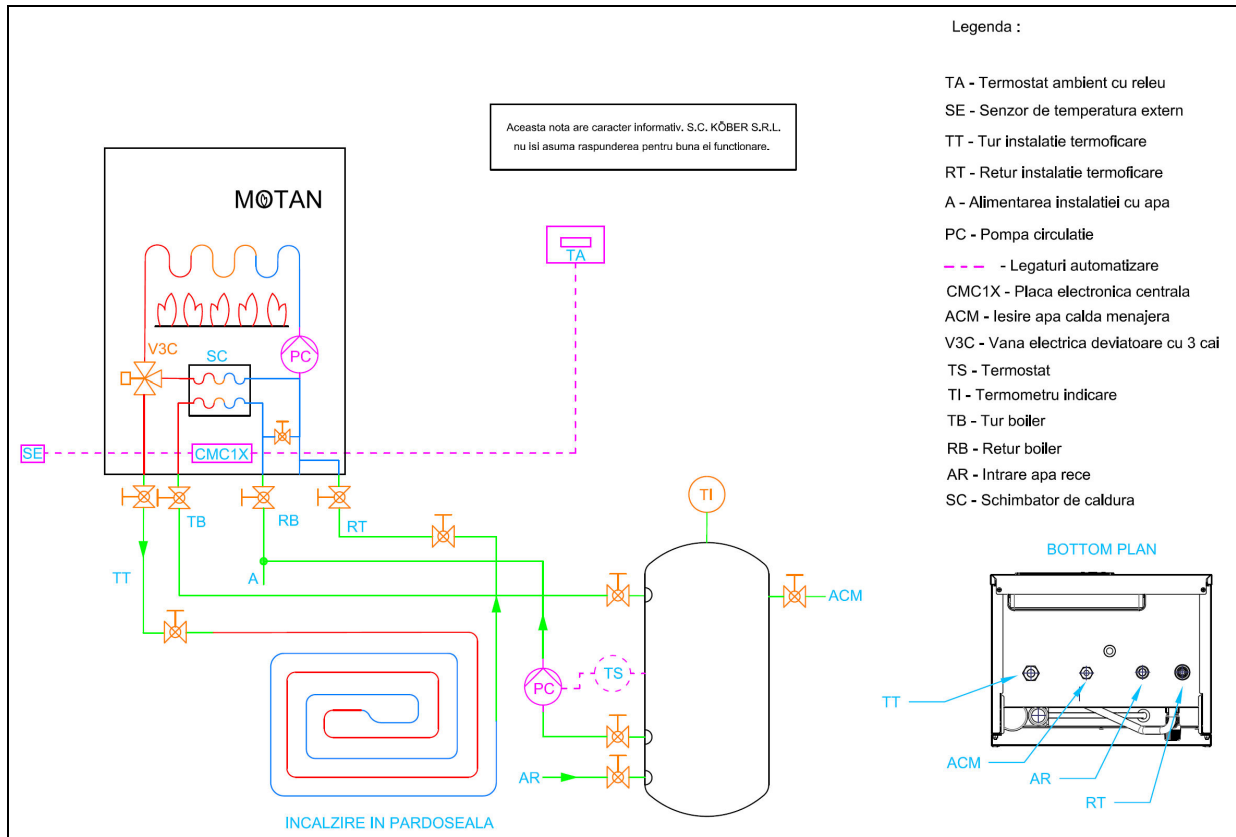 Legenda :
TA - Termostat ambient cu releu
SE - Senzor de temperatura extern
TT - Tur instalatie termoficare
RT - Retur instalatie termoficare
A - Alimentarea instalatiei cu apa
PC - Pompa circulatie
- Legaturi automatizare
CMC1X - Placa electronica centrala
ACM - Iesire apa calda menajera
V3C - Vana electrica deviatoare cu 3 cai
TS - Termostat
TI - Termometru indicare
TB - Tur boiler
RB - Retur boiler
AR - Intrare apa rece
SC - Schimbator de caldura
Aceasta nota are caracter informativ. S.C. KÖBER S.R.L.
nu isi asuma raspunderea pentru buna ei functionare.
MOTAN
TA
V3C
SC
PC
SE
CMC1X
TB
RB
RT
TT
A
TI
ACM
PC
TS
AR
INCALZIRE IN PARDOSEALA
BOTTOM PLAN
TT
ACM
AR
RT